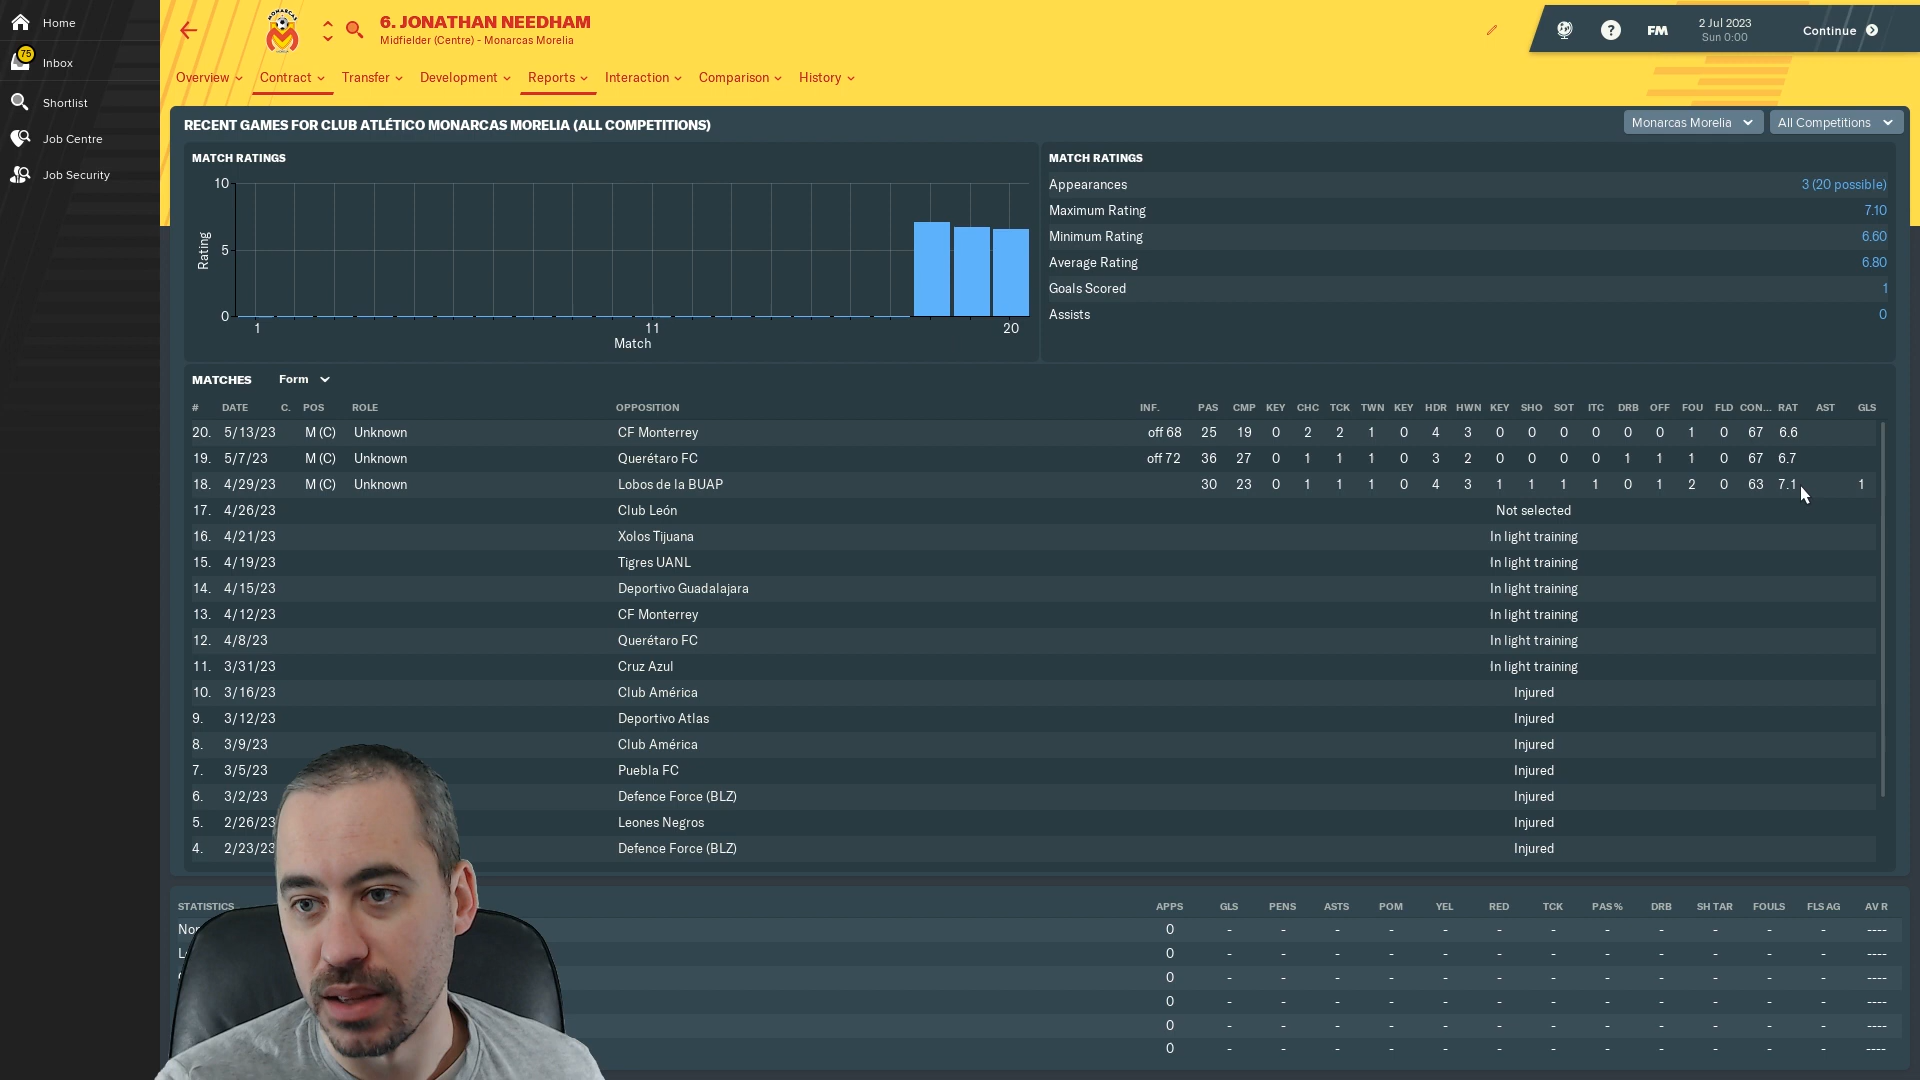 Home
75
Inbox
Shortlist
Job Centre
Job Security
MONARCAS
6. JONATHAN NEEDHAM
Midfielder (Centre) - Monarcas Morelia
FM
2 Jul 2023
Sun 0:00
Continue
Overview Contract Transfer Development Reports Interaction Comparison History
RECENT GAMES FOR CLUB ATLÉTICO MONARCAS MORELIA (ALL COMPETITIONS)
Monarcas Morelia All Competitions
MATCH RATINGS
10
5
0
Rating
1 11 20
Match
MATCH RATINGS
Appearances 3 (20 possible)
Maximum Rating 7.10
Minimum Rating 6.60
Average Rating 6.80
Goals Scored 1
Assists 0
MATCHES Form
# DATE C. POS ROLE OPPOSITION INF. PAS CMP KEY CHC TCK TWN KEY HDR HWN KEY SHO SOT ITC DRB OFF FOU FLD CON... RAT AST GLS
20. 5/13/23 M (C) Unknown CF Monterrey off 68 25 19 0 2 2 1 0 4 3 0 0 0 0 0 0 1 0 67 6.6
19. 5/7/23 M (C) Unknown Querétaro FC off 72 36 27 0 1 1 1 0 3 2 0 0 0 0 1 1 1 0 67 6.7
18. 4/29/23 M (C) Unknown Lobos de la BUAP 30 23 0 1 1 1 0 4 3 1 1 1 1 0 1 2 0 63 7.1 1
17. 4/26/23 Club León Not selected
16. 4/21/23 Xolos Tijuana In light training
15. 4/19/23 Tigres UANL In light training
14. 4/15/23 Deportivo Guadalajara In light training
13. 4/12/23 CF Monterrey In light training
12. 4/8/23 Querétaro FC In light training
11. 3/31/23 Cruz Azul In light training
10. 3/16/23 Club América Injured
9. 3/12/23 Deportivo Atlas Injured
8. 3/9/23 Club América Injured
7. 3/5/23 Puebla FC Injured
6. 3/2/23 Defence Force (BLZ) Injured
5. 2/26/23 Leones Negros Injured
4. 2/23/23 Defence Force (BLZ) Injured
STATISTICS APPS GLS PENS ASTS POM YEL RED TCK PAS % DRB SH TAR FOULS FLS AG AV R
0 - - - - - - - - - - - - ----
0 - - - - - - - - - - - - ----
0 - - - - - - - - - - - - ----
0 - - - - - - - - - - - - ----
0 - - - - - - - - - - - - ----
0 - - - - - - - - - - - - ----